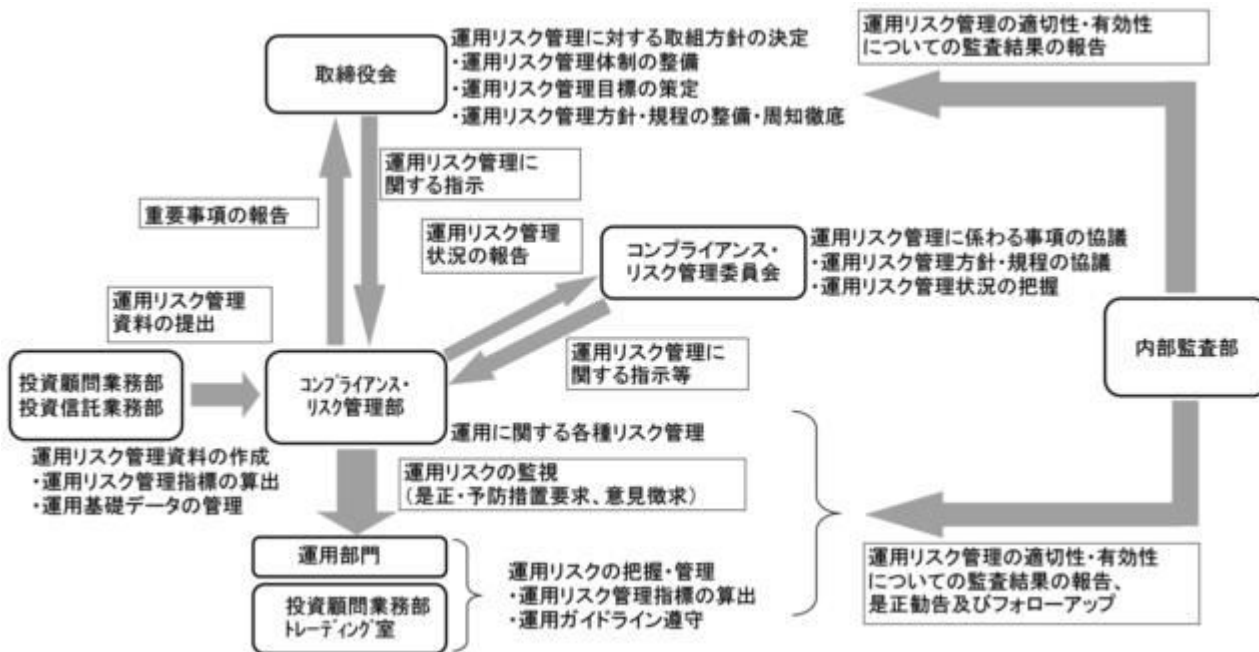 取締役会
運用リスク管理に対する取組方針の決定
・運用リスク管理体制の整備
・運用リスク管理目標の策定
・運用リスク管理方針・規程の整備・周知徹底
運用リスク管理の適切性・有効性
についての監査結果の報告
運用リスク管理に
関する指示
重要事項の報告
運用リスク管理
状況の報告
コンプライアンス・
リスク管理委員会
運用リスク管理に係わる事項の協議
・運用リスク管理方針・規程の協議
・運用リスク管理状況の把握
運用リスク管理
資料の提出
内部監査部
運用リスク管理に
関する指示等
投資顧問業務部
投資信託業務部
コンプライアンス・
リスク管理部
運用に関する各種リスク管理
運用リスク管理資料の作成
・運用リスク管理指標の算出
・運用基礎データの管理
運用リスクの監視
(是正・予防措置要求、意見徴求)
運用部門
投資顧問業務部
トレーディング室
運用リスクの把握・管理
・運用リスク管理指標の算出
・運用ガイドライン遵守
運用リスク管理の適切性・有効性
についての監査結果の報告、
是正勧告及びフォローアップ